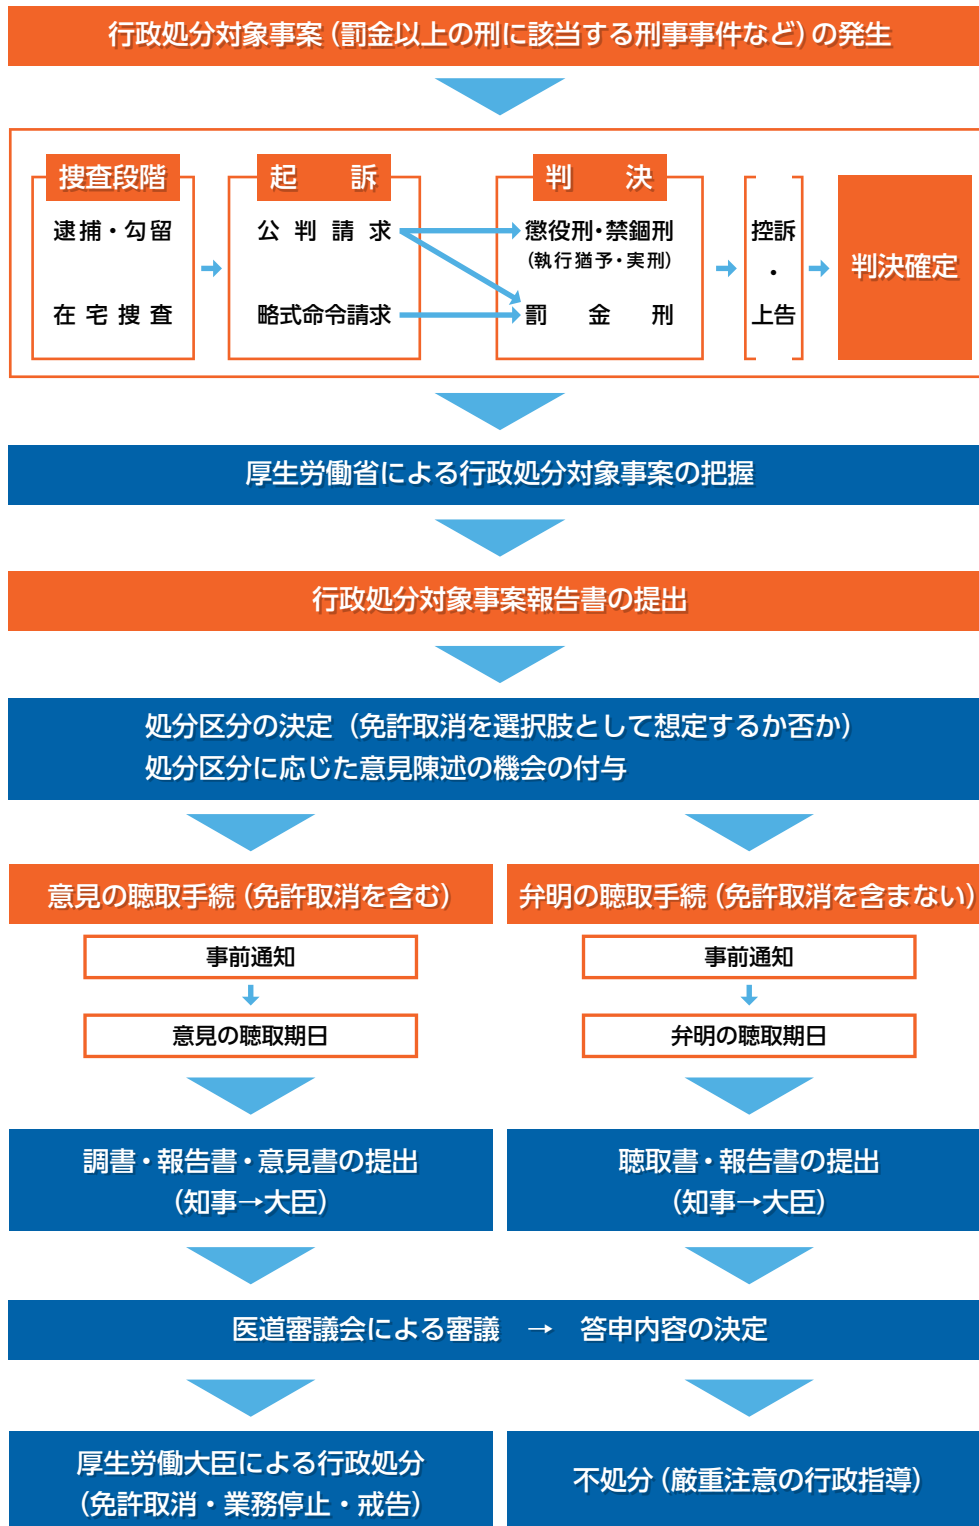 行政処分対象事案(罰金以上の刑に該当する刑事事件など)の発生
捜査段階
逮捕・勾留
在宅捜査
起訴
公判請求
略式命令請求
判決
懲役刑・禁錮刑
(執行猶予・実刑)
罰金刑
控訴
・
上告
判決確定
厚生労働省による行政処分対象事案の把握
行政処分対象事案報告書の提出
処分区分の決定(免許取消を選択肢として想定するか否か)
処分区分に応じた意見陳述の機会の付与
意見の聴取手続(免許取消を含む)
事前通知
意見の聴取期日
調書・報告書・意見書の提出
(知事→大臣)
弁明の聴取手続(免許取消を含まない)
事前通知
弁明の聴取期日
聴取書・報告書の提出
(知事→大臣)
医道審議会による審議 → 答申内容の決定
厚生労働大臣による行政処分
(免許取消・業務停止・戒告)
不処分(厳重注意の行政指導)